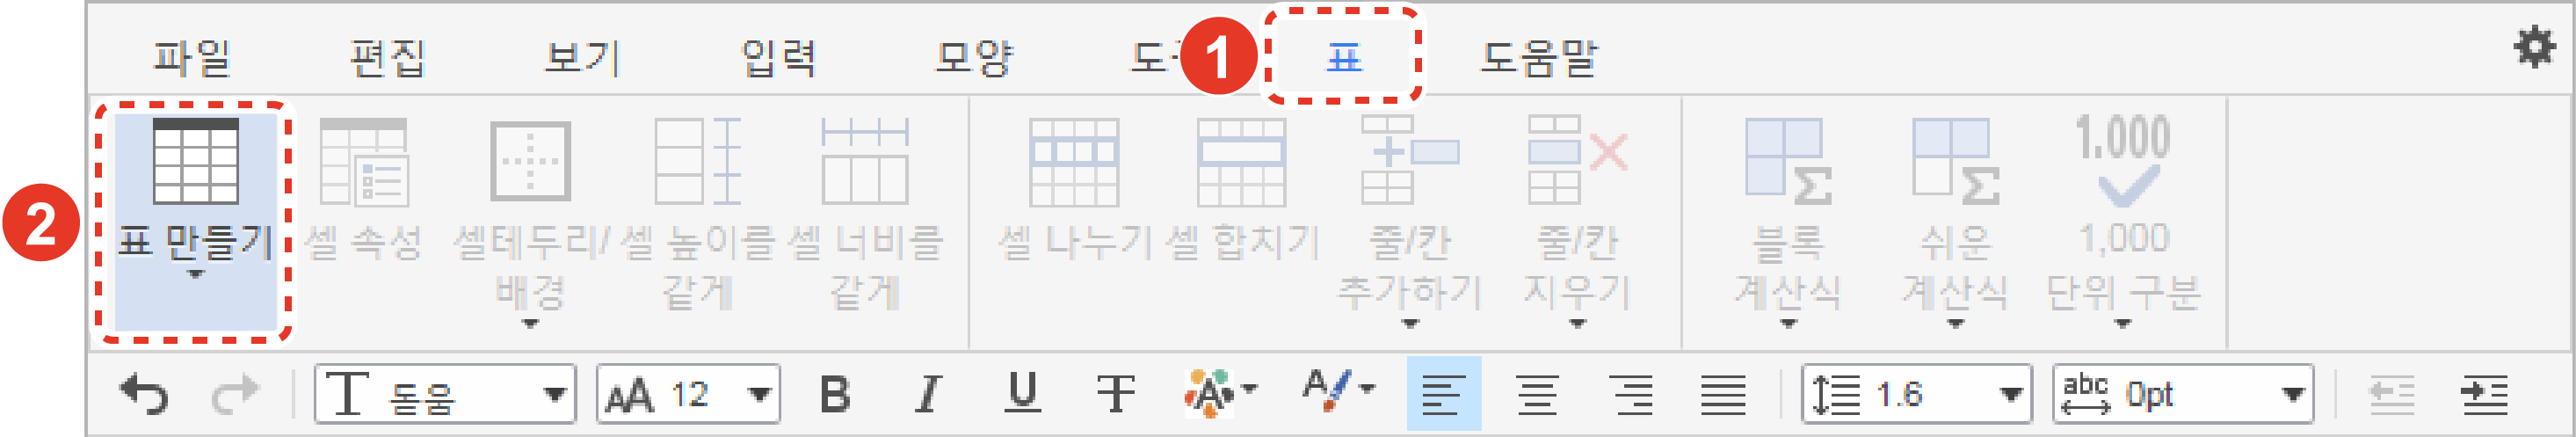 파일 편집 보기 입력 모양 1 표 도움말
2
표 만들기 셀 속성 셀테두리/ 셀 높이를 셀 너비를 셀 나누기 셀 합치기 줄/칸 줄/칸 블록 쉬운 1,000
배경 같게 같게 추가하기 지우기 계산식 계산식 단위 구분
1.000
돋움 12 B I U T A A 1.6 abc 0pt